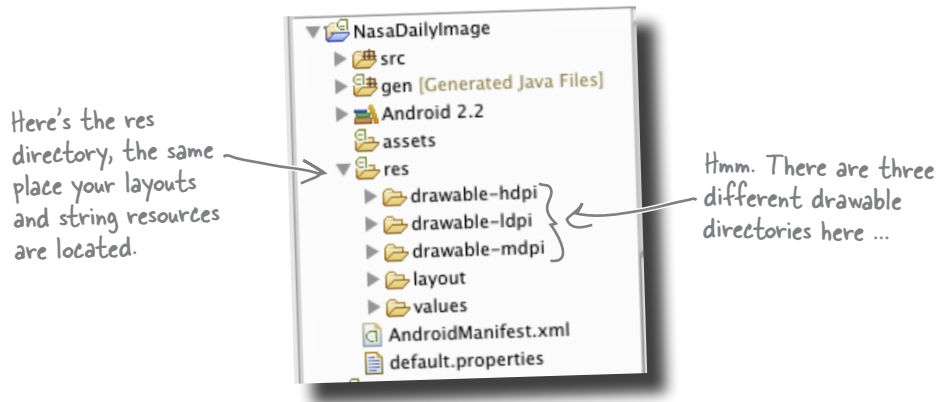 Here's the res
directory, the same
place your layouts
and string resources
are located.
NasaDailyImage
src
gen [Generated Java Files]
Android 2.2
assets
res
drawable-hdpi
drawable-ldpi
drawable-mdpi
layout
values
AndroidManifest.xml
default.properties
Hmm. There are three
different drawable
directories here ...